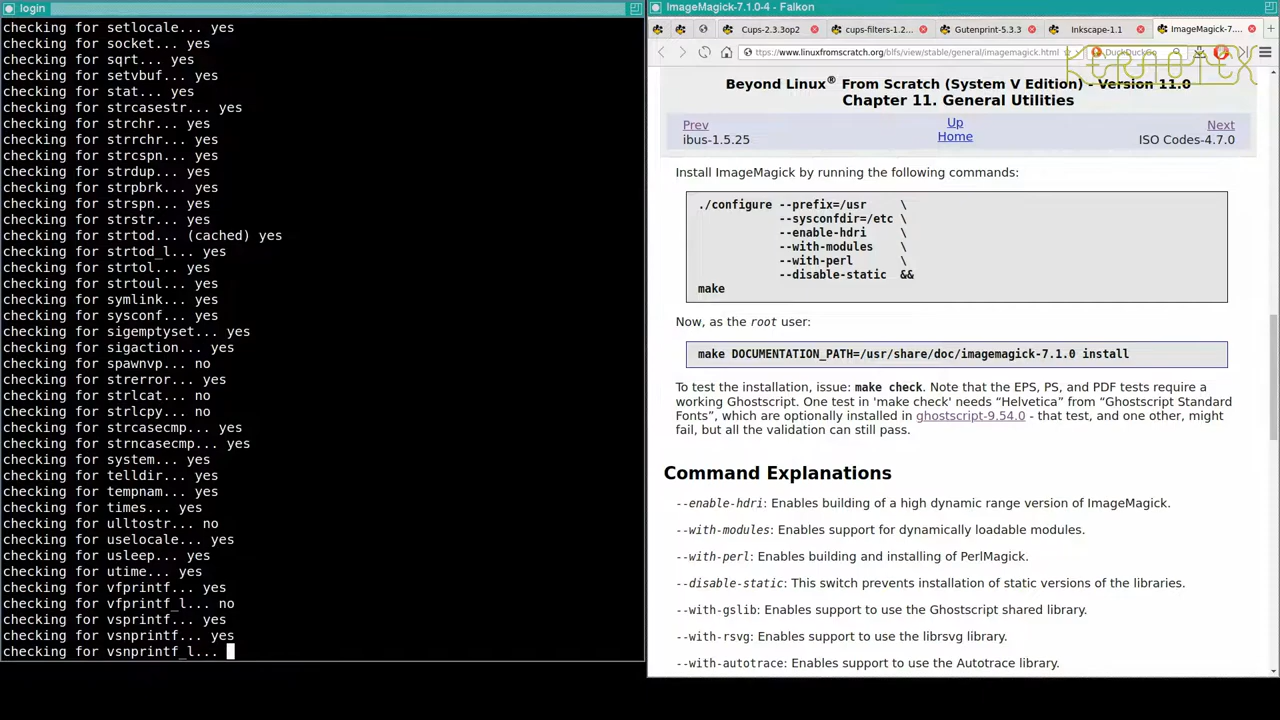 login
checking for setlocale... yes
checking for socket... yes
checking for sqrt... yes
checking for setvbuf... yes
checking for stat... yes
checking for strcasestr... yes
checking for strchr... yes
checking for strrchr... yes
checking for strcspn... yes
checking for strdup... yes
checking for strpbrk... yes
checking for strspn... yes
checking for strstr... yes
checking for strtod... (cached) yes
checking for strtod_l... yes
checking for strtol... yes
checking for strtoul... yes
checking for symlink... yes
checking for sysconf... yes
checking for sigemptyset... yes
checking for sigaction... yes
checking for spawnvp... no
checking for strerror... yes
checking for strlcat... no
checking for strlcpy... no
checking for strcasecmp... yes
checking for strncasecmp... yes
checking for system... yes
checking for telldir... yes
checking for tempnam... yes
checking for times... yes
checking for ulltostr... no
checking for uselocale... yes
checking for usleep... yes
checking for utime... yes
checking for vfprintf... yes
checking for vfprintf_l... no
checking for vsprintf... yes
checking for vsnprintf... yes
checking for vsnprintf_l...
ImageMagick-7.1.0-4 - Falkon
Cups-2.3.3op2 cups-filters-1.2... Gutenprint-5.3.3 Inkscape-1.1 ImageMagick-7....
ttps://www.linuxfromscratch.org/blfs/view/stable/general/imagemagick.html DuckDuckGo
KERNOTEX
Beyond Linux® From Scratch (System V Edition) - Version 11.0
Chapter 11. General Utilities
Prev Up Next
ibus-1.5.25 Home ISO Codes-4.7.0
Install ImageMagick by running the following commands:
./configure --prefix=/usr \
--sysconfdir=/etc \
--enable-hdri \
--with-modules \
--with-perl \
--disable-static &&
make
Now, as the root user:
make DOCUMENTATION_PATH=/usr/share/doc/imagemagick-7.1.0 install
To test the installation, issue: make check. Note that the EPS, PS, and PDF tests require a
working Ghostscript. One test in 'make check' needs “Helvetica” from “Ghostscript Standard
Fonts”, which are optionally installed in ghostscript-9.54.0 - that test, and one other, might
fail, but all the validation can still pass.
Command Explanations
--enable-hdri: Enables building of a high dynamic range version of ImageMagick.
--with-modules: Enables support for dynamically loadable modules.
--with-perl: Enables building and installing of PerlMagick.
--disable-static: This switch prevents installation of static versions of the libraries.
--with-gslib: Enables support to use the Ghostscript shared library.
--with-rsvg: Enables support to use the librsvg library.
--with-autotrace: Enables support to use the Autotrace library.